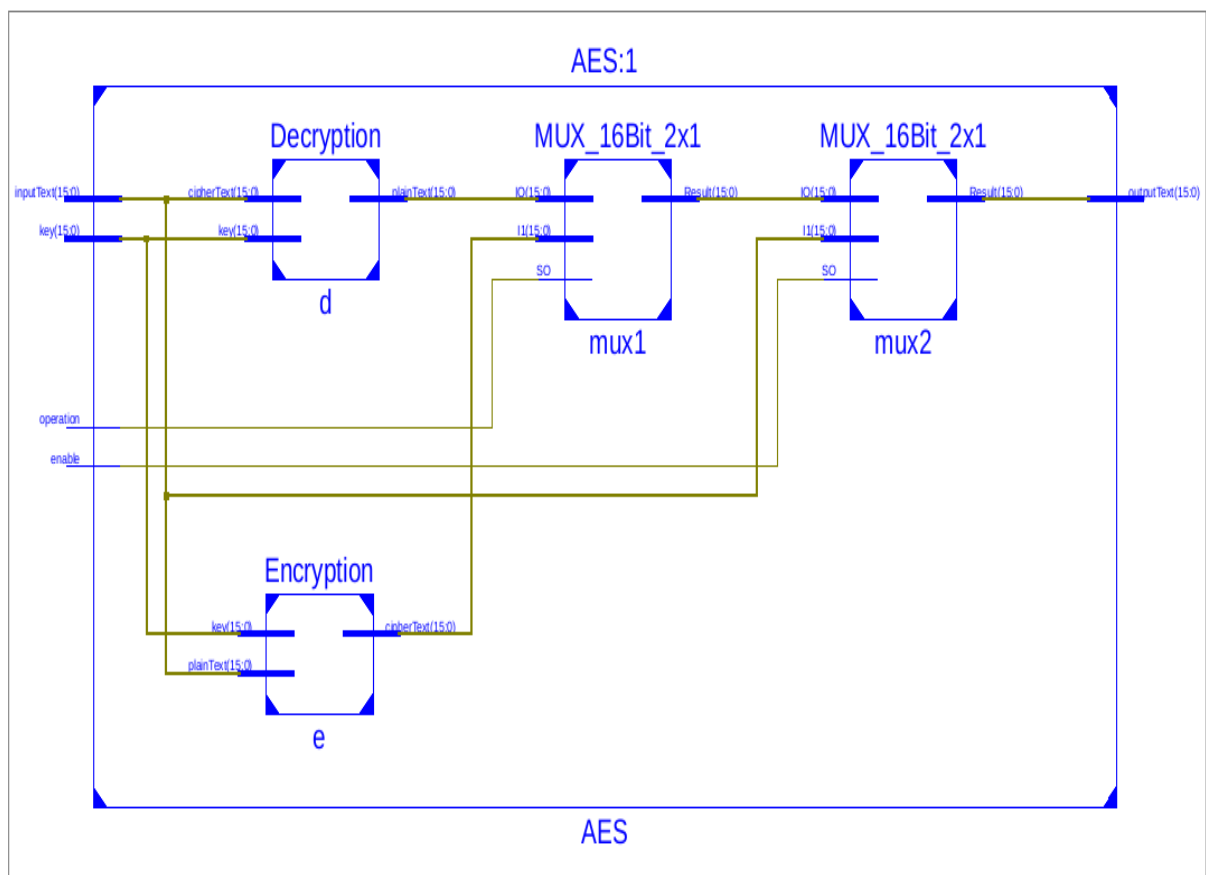 AES:1
Decryption
MUX_16Bit_2x1
MUX_16Bit_2x1
inputText(15:0)
cipherText(15:0)
plainText(15:0)
I0(15:0)
Result(15:0)
I0(15:0)
Result(15:0)
outputText(15:0)
key(15:0)
key(15:0)
I1(15:0)
I1(15:0)
S0
S0
d
mux1
mux2
operation
enable
Encryption
key(15:0)
cipherText(15:0)
plainText(15:0)
e
AES